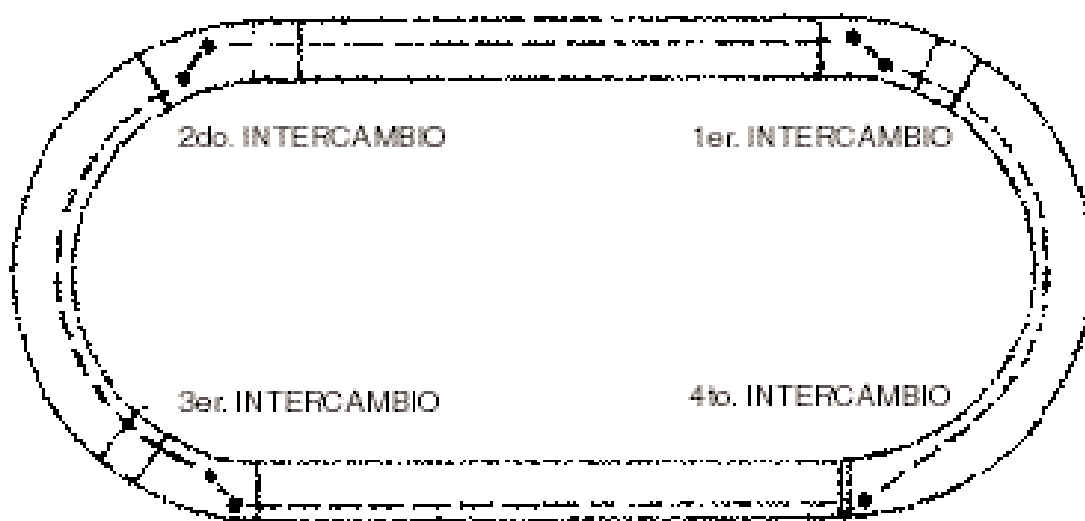 2do. INTERCAMBIO
1er. INTERCAMBIO
3er. INTERCAMBIO
4to. INTERCAMBIO